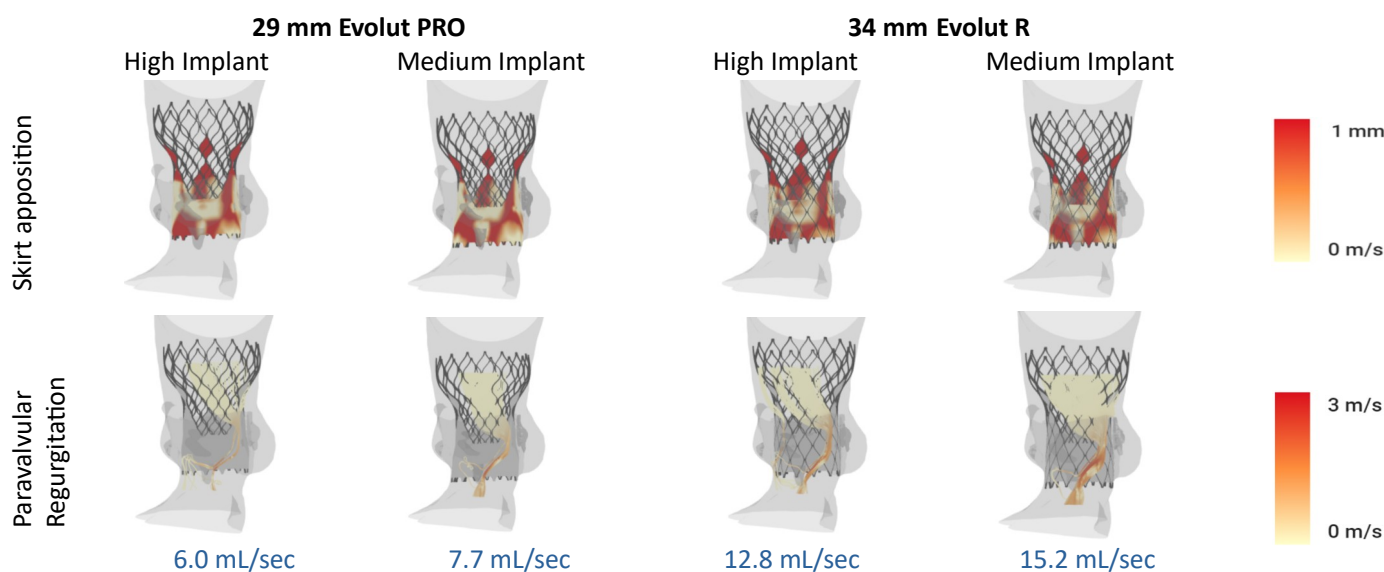 29 mm Evolut PRO
34 mm Evolut R
High Implant
Medium Implant
High Implant
Medium Implant
Skirt apposition
1 mm
0 m/s
Paravalvular
Regurgitation
3 m/s
0 m/s
6.0 mL/sec
7.7 mL/sec
12.8 mL/sec
15.2 mL/sec